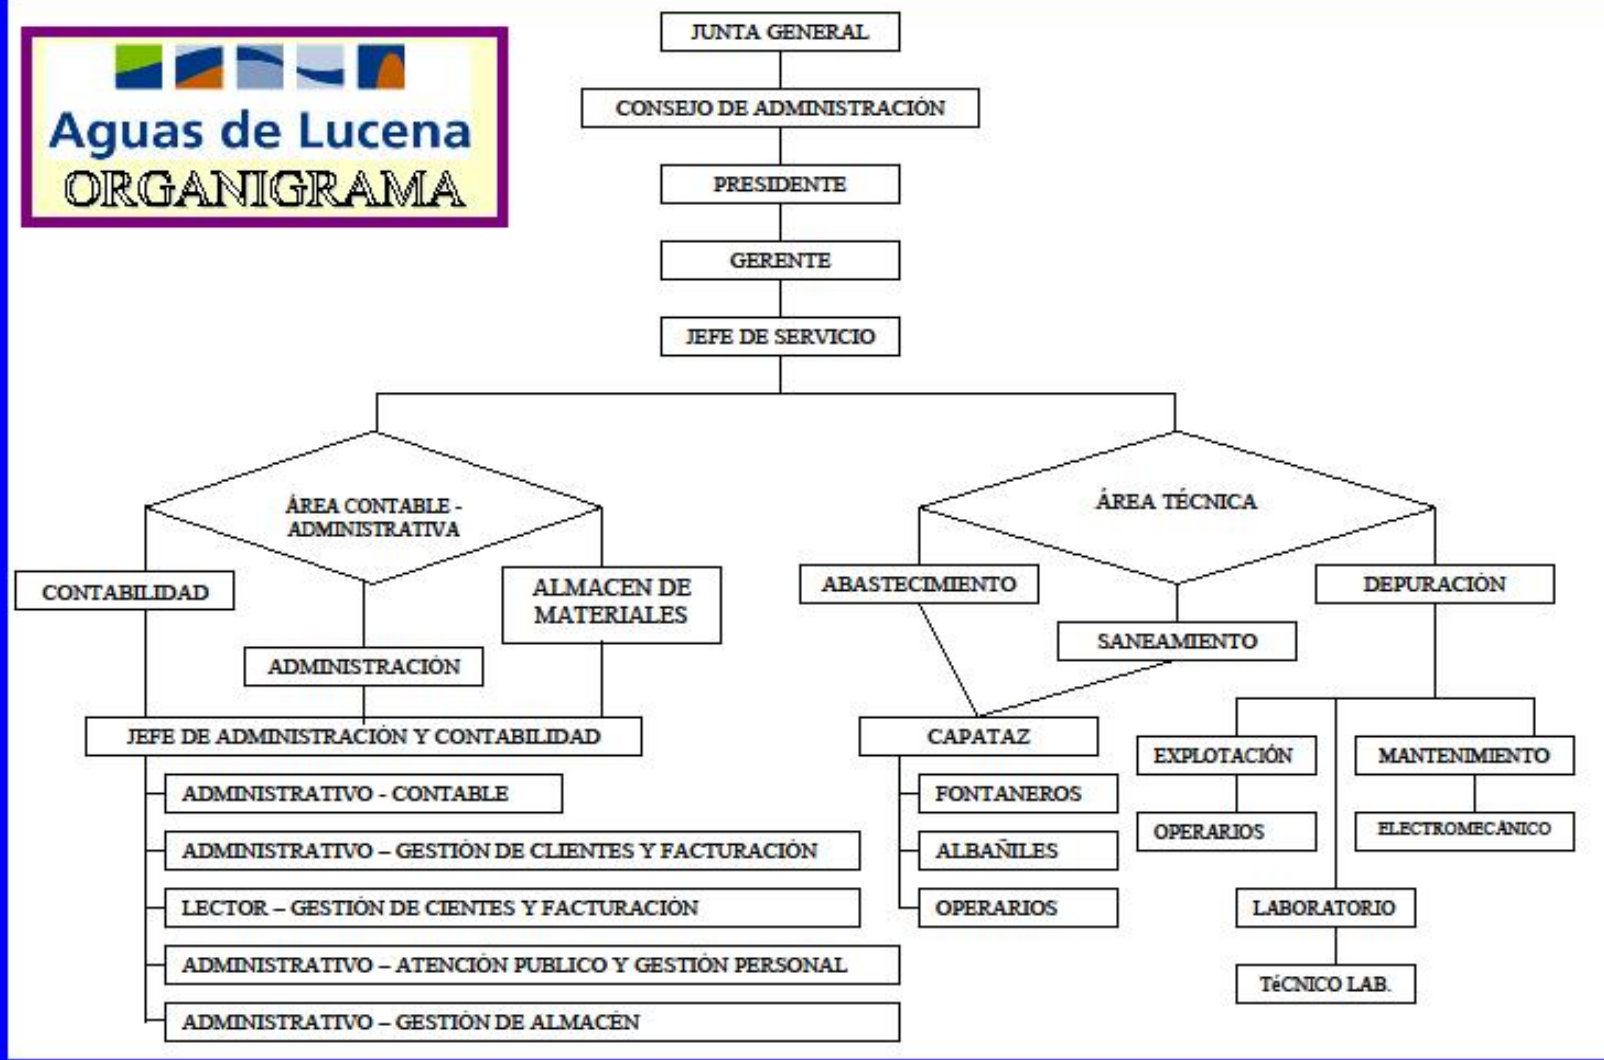 Aguas de Lucena
ORGANIGRAMA
JUNTA GENERAL
CONSEJO DE ADMINISTRACIÓN
PRESIDENTE
GERENTE
JEFE DE SERVICIO
ÁREA CONTABLE -
ADMINISTRATIVA
ÁREA TÉCNICA
CONTABILIDAD
ALMACEN DE
MATERIALES
ADMINISTRACIÓN
ABASTECIMIENTO
DEPURACIÓN
SANEAMIENTO
JEFE DE ADMINISTRACIÓN Y CONTABILIDAD
ADMINISTRATIVO - CONTABLE
ADMINISTRATIVO – GESTIÓN DE CLIENTES Y FACTURACIÓN
LECTOR – GESTIÓN DE CIENTES Y FACTURACIÓN
ADMINISTRATIVO – ATENCIÓN PUBLICO Y GESTIÓN PERSONAL
ADMINISTRATIVO – GESTIÓN DE ALMACÉN
CAPATAZ
FONTANEROS
ALBAÑILES
OPERARIOS
EXPLOTACIÓN
OPERARIOS
MANTENIMIENTO
ELECTROMECÁNICO
LABORATORIO
TéCNICO LAB.